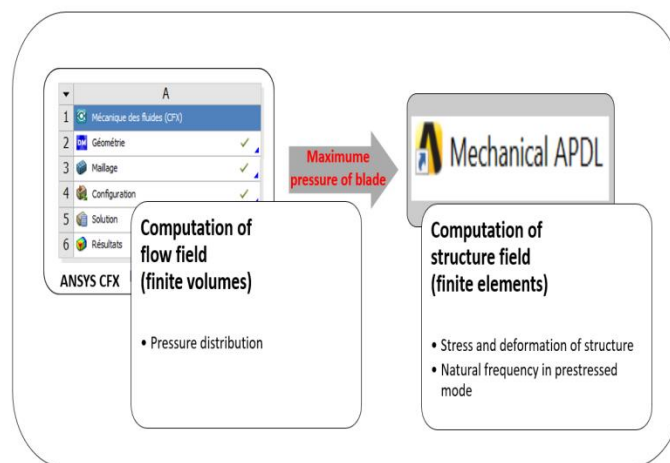 A
1 Mécanique des fluides (CFX)
2 DM Géométrie
3 Maillage
4 Configuration
5 Solution
6 Résultats
ANSYS CFX
Computation of
flow field
(finite volumes)
• Pressure distribution
Maximume
pressure of blade
Mechanical APDL
Computation of
structure field
(finite elements)
• Stress and deformation of structure
• Natural frequency in prestressed
mode